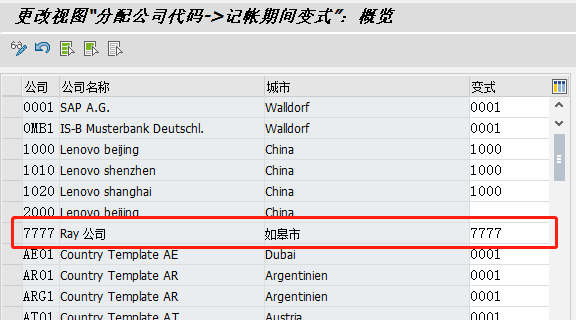 更改视图"分配公司代码->记帐期间变式": 概览
公司 公司名称 城市 变式
0001 SAP A.G. Walldorf 0001
OMB1 IS-B Musterbank Deutschl. Walldorf 0001
1000 Lenovo beijing China 1000
1010 Lenovo shenzhen China 1000
1020 Lenovo shanghai China 1000
2000 Lenovo beijing China
7777 Ray 公司 如皋市 7777
AE01 Country Template AE Dubai 0001
AR01 Country Template AR Argentinien 0001
ARG1 Country Template AR Argentinien 0001
AT01 Country Template AT Austria 0001